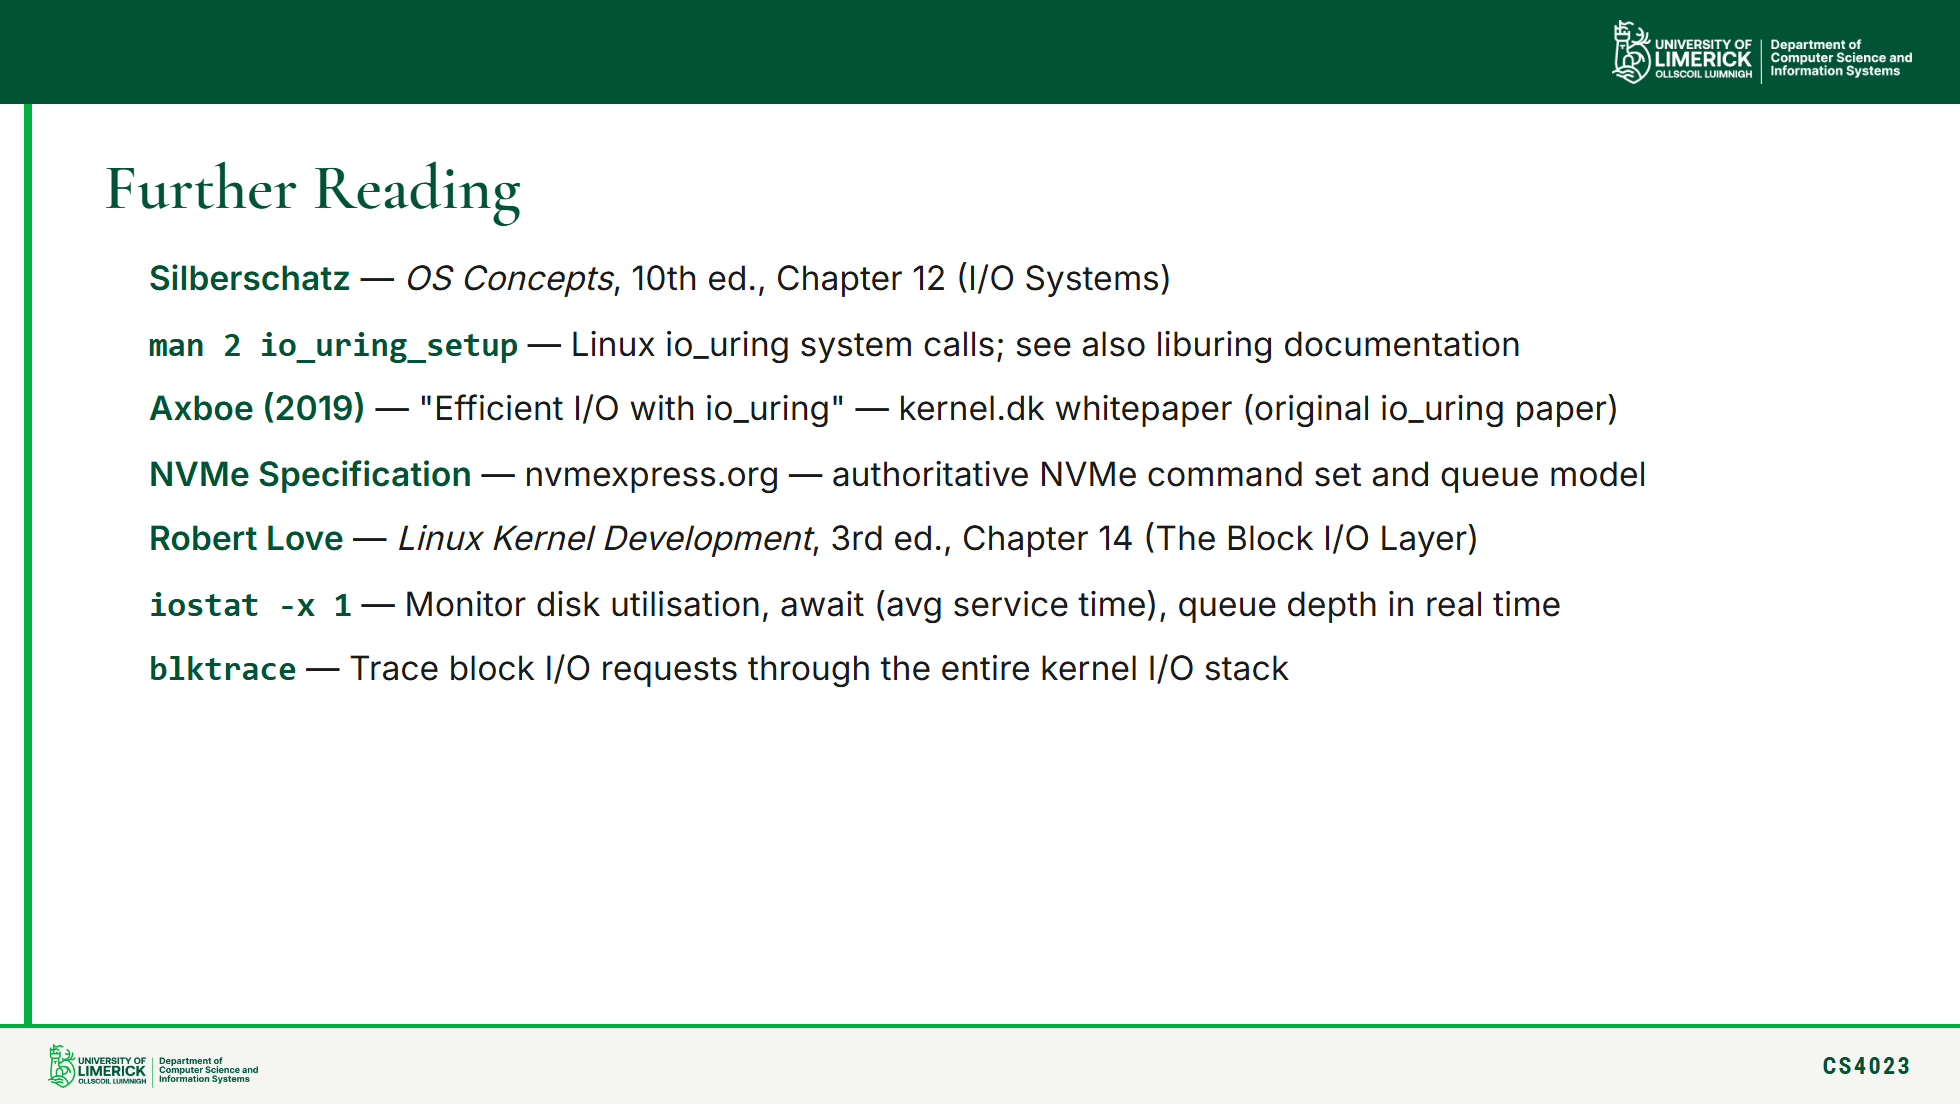 UNIVERSITY OF
LIMERICK
OLLSCOIL LUIMNIGH
Department of
Computer Science and
Information Systems
Further Reading
Silberschatz — OS Concepts, 10th ed., Chapter 12 (I/O Systems)
man 2 io_uring_setup — Linux io_uring system calls; see also liburing documentation
Axboe (2019) — "Efficient I/O with io_uring" — kernel.dk whitepaper (original io_uring paper)
NVMe Specification — nvmexpress.org — authoritative NVMe command set and queue model
Robert Love — Linux Kernel Development, 3rd ed., Chapter 14 (The Block I/O Layer)
iostat -x 1 — Monitor disk utilisation, await (avg service time), queue depth in real time
blktrace — Trace block I/O requests through the entire kernel I/O stack
UNIVERSITY OF
LIMERICK
OLLSCOIL LUIMNIGH
Department of
Computer Science and
Information Systems
CS4023